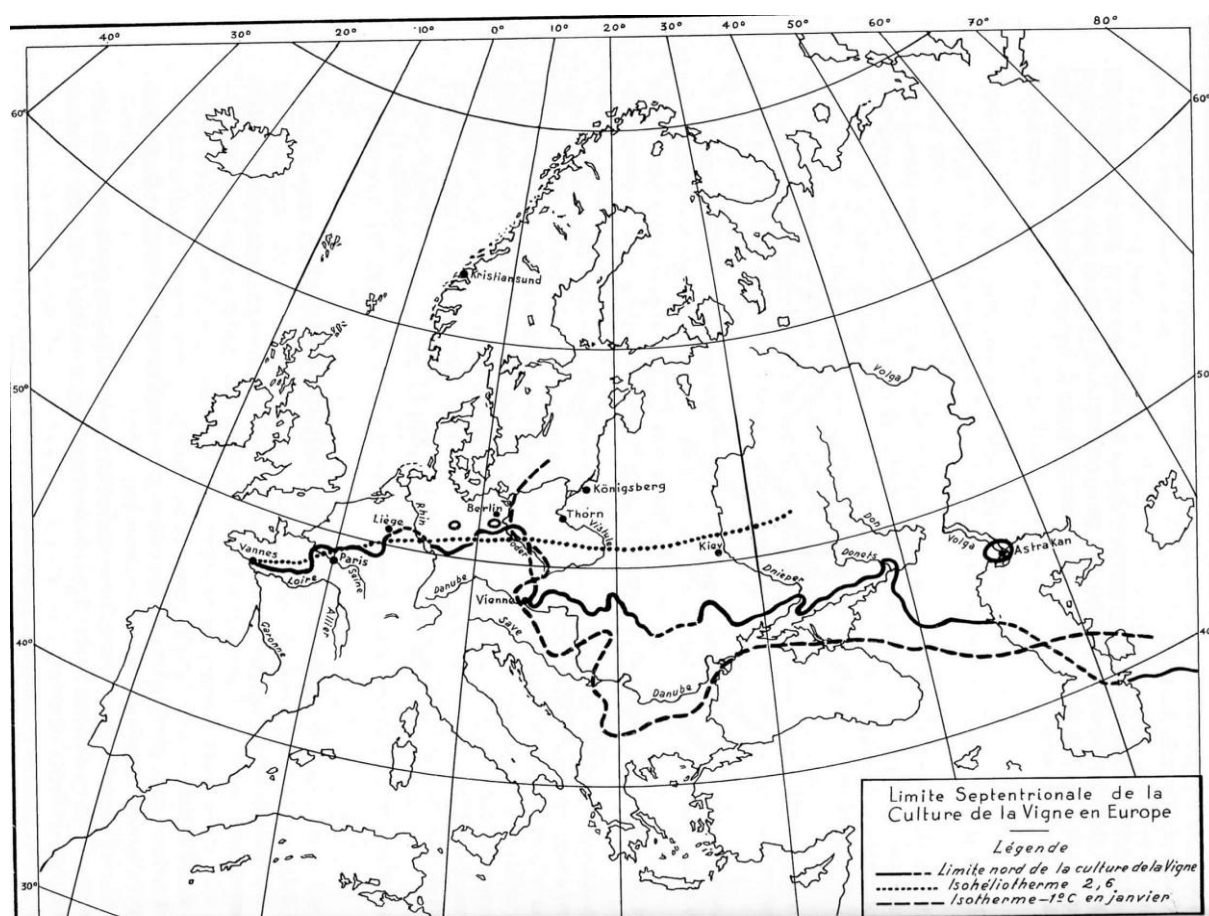 40°
30°
20°
10°
0°
10°
20°
30°
40°
50°
60°
70°
80°
60°
60°
50°
50°
40°
40°
30°
Kristiansund
Volga
Königsberg
Berlin
Thorn
Vistule
Rhin
Liège
Oder
Kiev
Don
Volga
Astrakan
Vannes
Paris
Seine
Loire
Donets
Dnieper
Danube
Vienne
Allier
Save
Garonne
Danube
Limite Septentrionale de la
Culture de la Vigne en Europe
Légende
Limite nord de la culture de la Vigne
Isohéliotherme 2,6
Isotherme-1°C en janvier